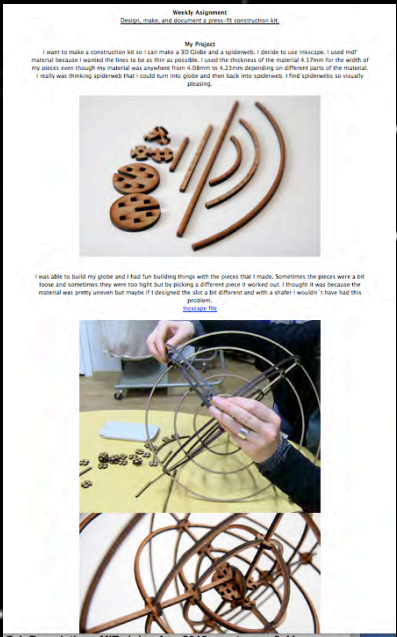 Weekly Asignment
Design, make, and document a press-fit construction kit.
My Project
I want to make a construction kit so I can make a 3D Globe and a spiderweb. I decide to use Inkscape. I used mdf
material because I wanted the lines to be as thin as possible. I used the thickness of the material 4.17mm for the width of
my pieces even though my material was anywhere from 4.08mm to 4.23mm depending on different parts of the material.
I really was thinking spiderweb that I could turn into globe and then back into spiderweb. I find spiderwebs so visually
pleasing.
I was able to build my globe and I had fun building things with the pieces that I made. Sometimes the pieces were a bit
loose and sometimes they were too tight but by picking a different piece it worked out. I thought it was because the
material was pretty uneven but maybe if I designed the slot a bit different and with a shafer I wouldn´t have had this
problem.
incscape file